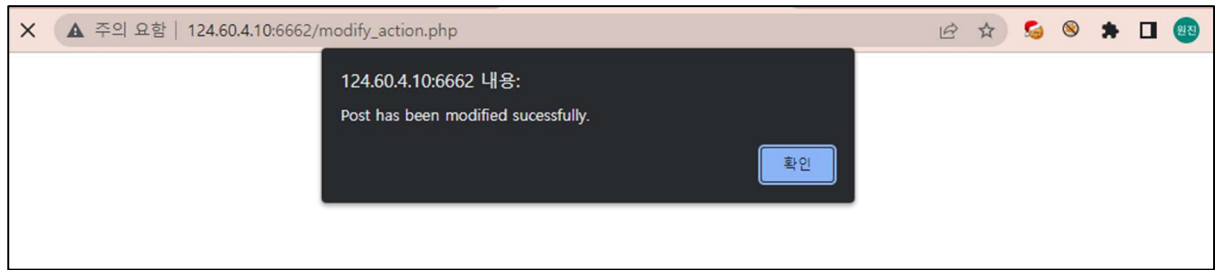 주의 요함 | 124.60.4.10:6662/modify_action.php
원진
124.60.4.10:6662 내용:
Post has been modified sucessfully.
확인